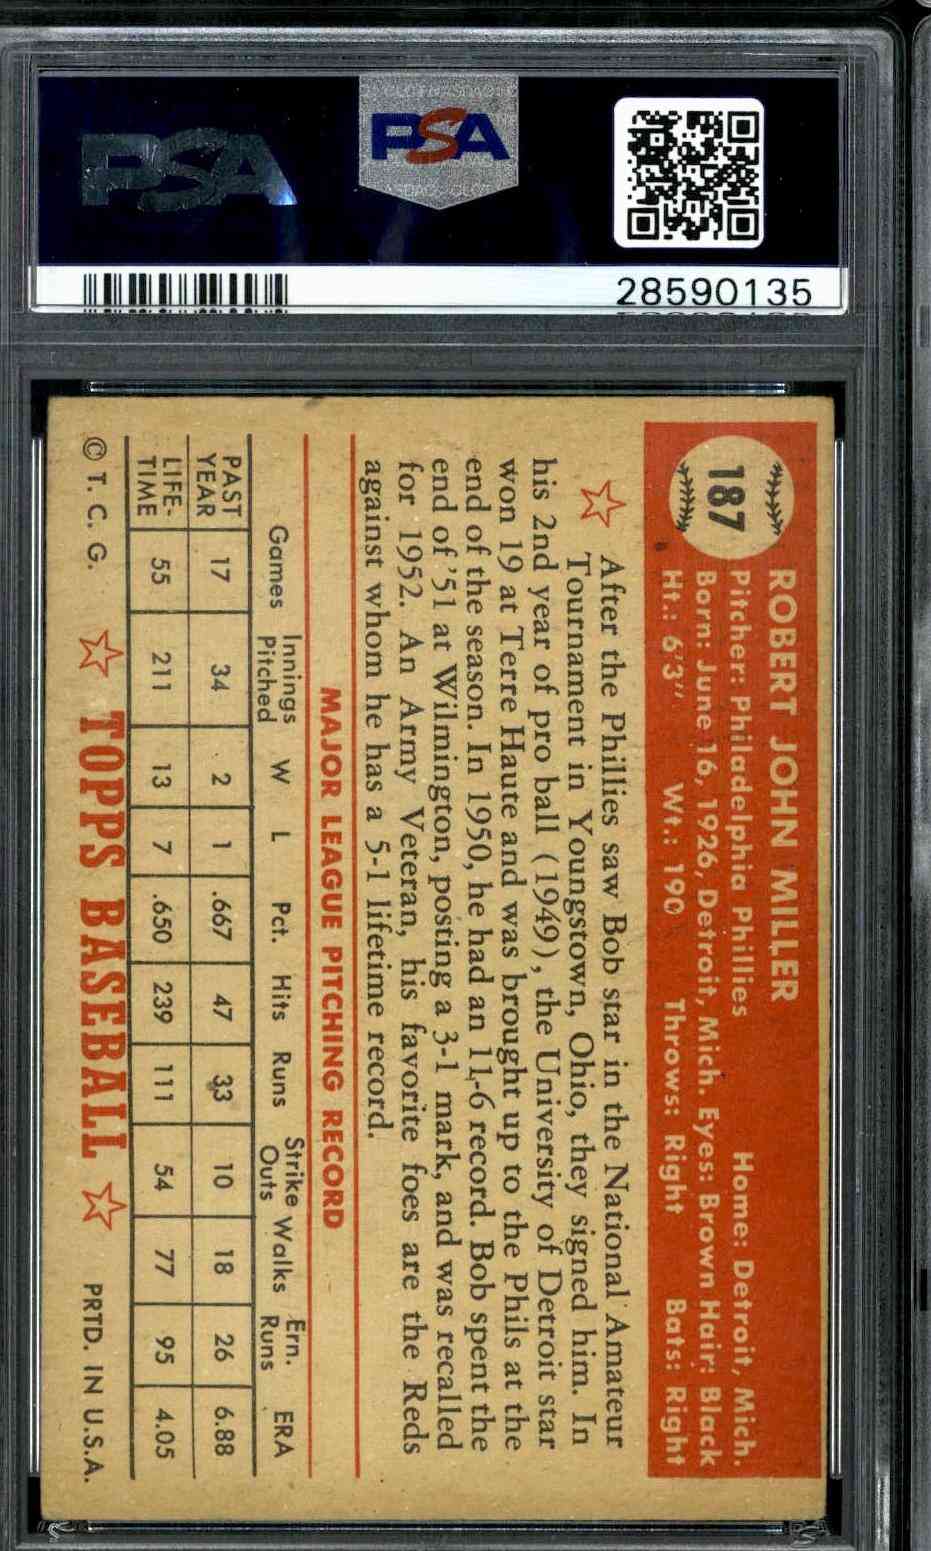 PSA
PSA
28590135
187
ROBERT JOHN MILLER
Pitcher: Philadelphia Phillies Home: Detroit, Mich.
Born: June 16, 1926, Detroit, Mich. Eyes: Brown Hair: Black
Ht.: 6'3" Wt.: 190 Throws: Right Bats: Right
After the Phillies saw Bob star in the National Amateur
Tournament in Youngstown, Ohio, they signed him. In
his 2nd year of pro ball (1949), the University of Detroit star
won 19 at Terre Haute and was brought up to the Phils at the
end of the season. In 1950, he had an 11-6 record. Bob spent the
end of '51 at Wilmington, posting a 3-1 mark, and was recalled
for 1952. An Army Veteran, his favorite foes are the Reds
against whom he has a 5-1 lifetime record.
MAJOR LEAGUE PITCHING RECORD
Games Innings Pitched W L Pct. Hits Runs Strike Outs Walks Ern. Runs ERA
PAST YEAR 17 34 2 1 .667 47 33 10 18 26 6.88
LIFE-TIME 55 211 13 7 .650 239 111 54 77 95 4.05
© T. C. G. TOPPS BASEBALL PRTD. IN U.S.A.